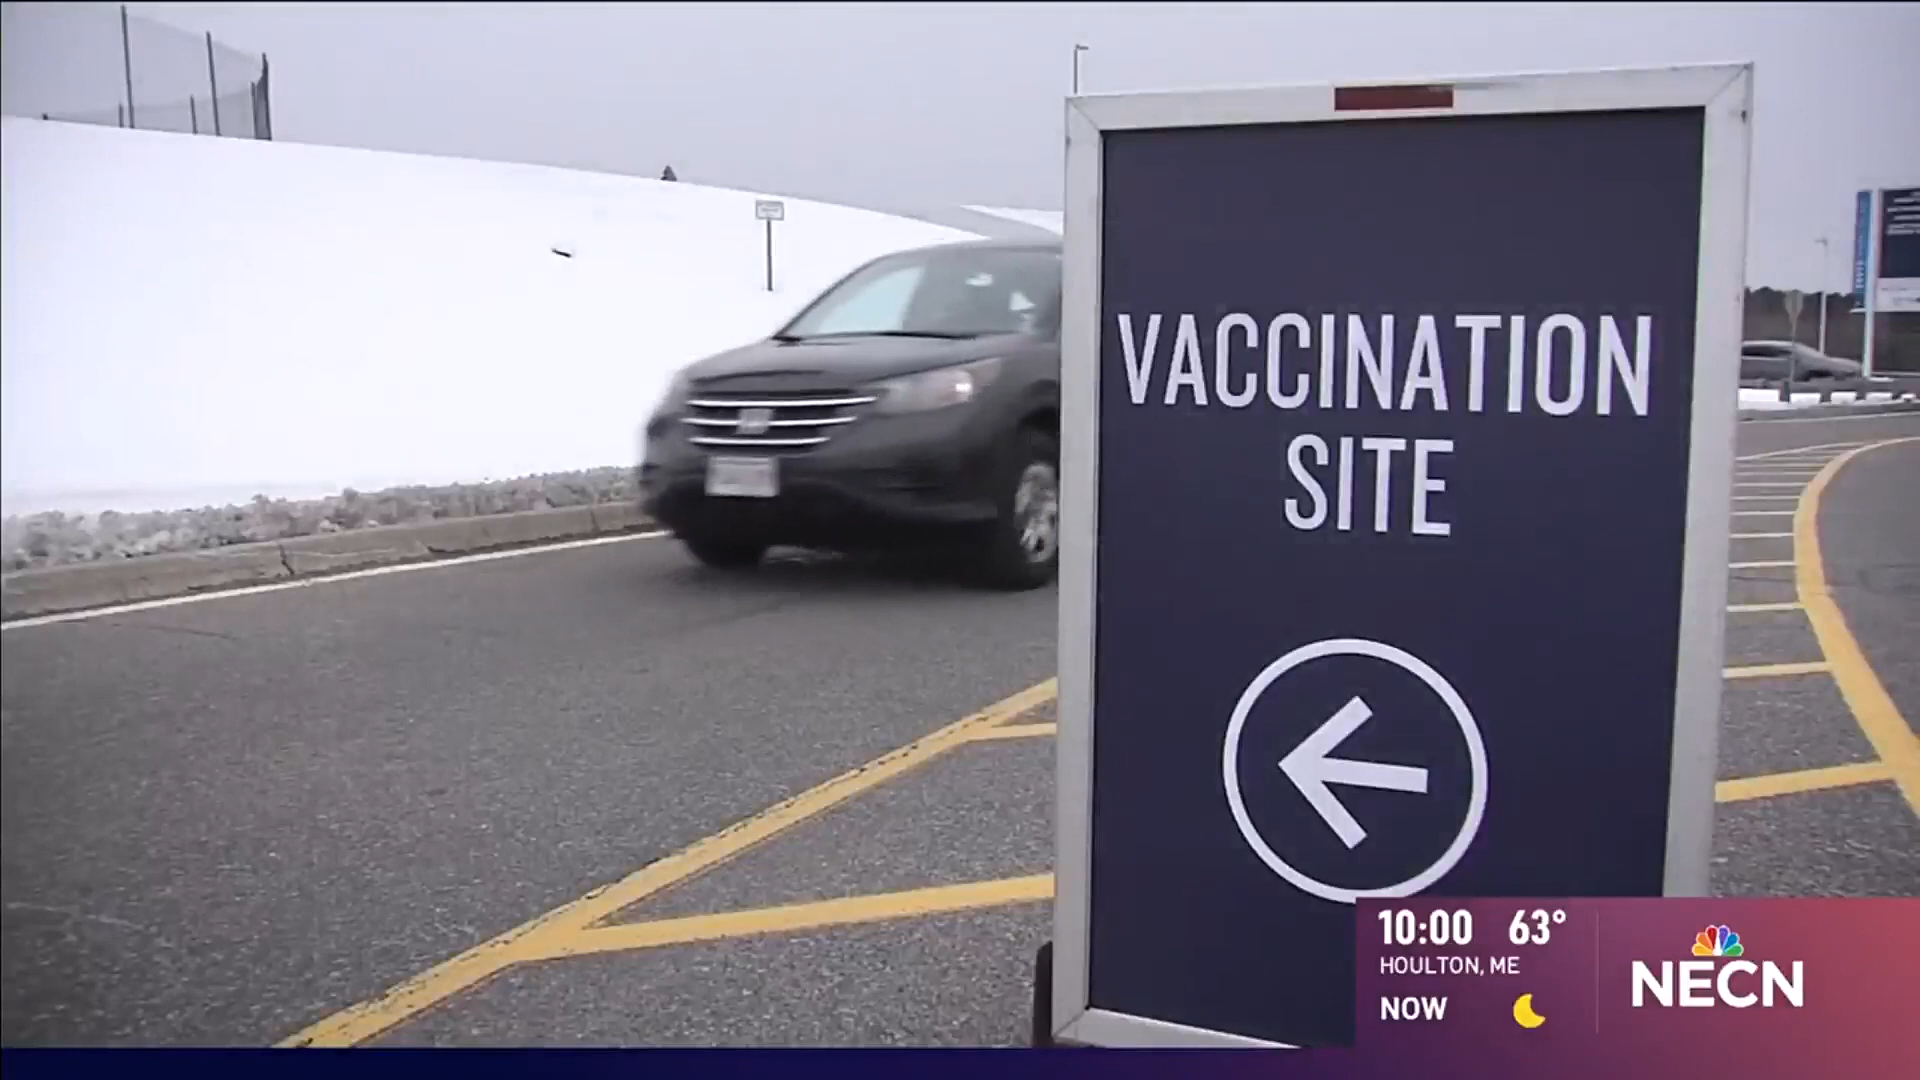 VACCINATION
SITE
10:00 63°
HOULTON, ME
NOW
NECN